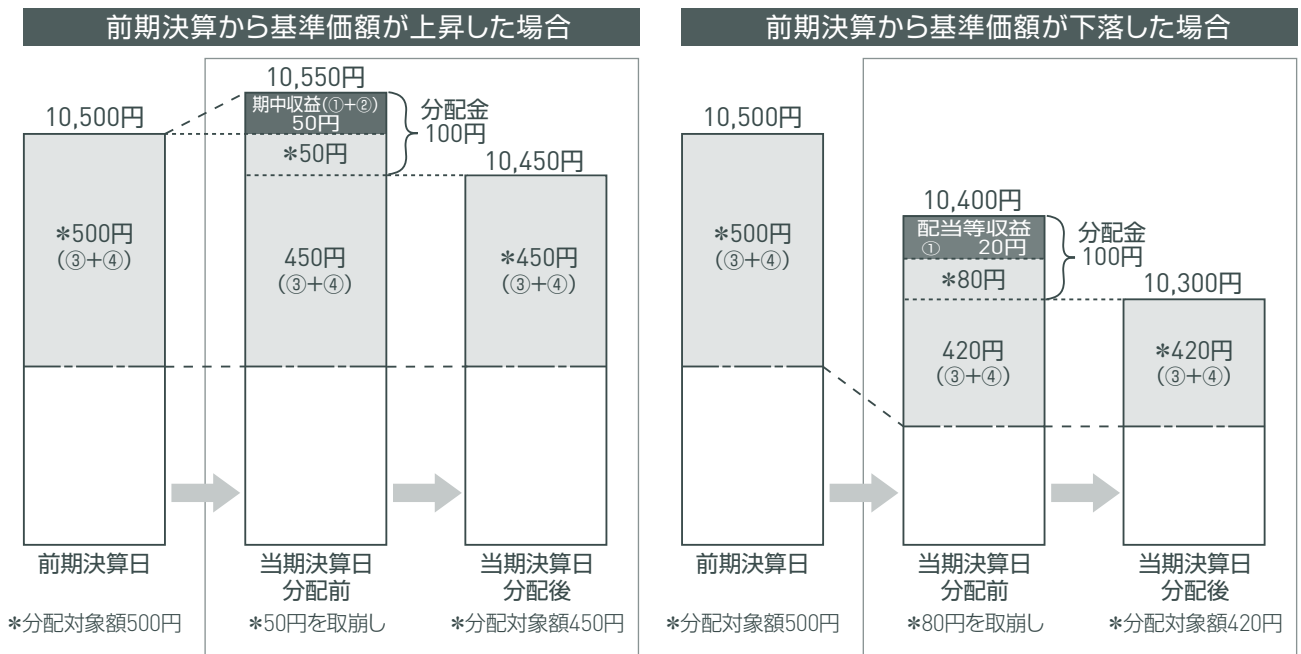 前期決算から基準価額が上昇した場合
10,500円
*500円
(③+④)
前期決算日
*分配対象額500円
10,550円
期中収益(①+②)
50円
*50円
450円
(③+④)
分配金
100円
当期決算日
分配前
*50円を取崩し
10,450円
*450円
(③+④)
当期決算日
分配後
*分配対象額450円
前期決算から基準価額が下落した場合
10,500円
*500円
(③+④)
前期決算日
*分配対象額500円
10,400円
配当等収益
① 20円
*80円
420円
(③+④)
分配金
100円
当期決算日
分配前
*80円を取崩し
10,300円
*420円
(③+④)
当期決算日
分配後
*分配対象額420円